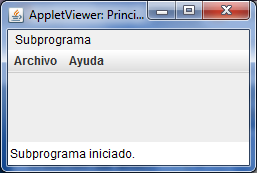 AppletViewer: Princi...
Subprograma
Archivo Ayuda
Subprograma iniciado.